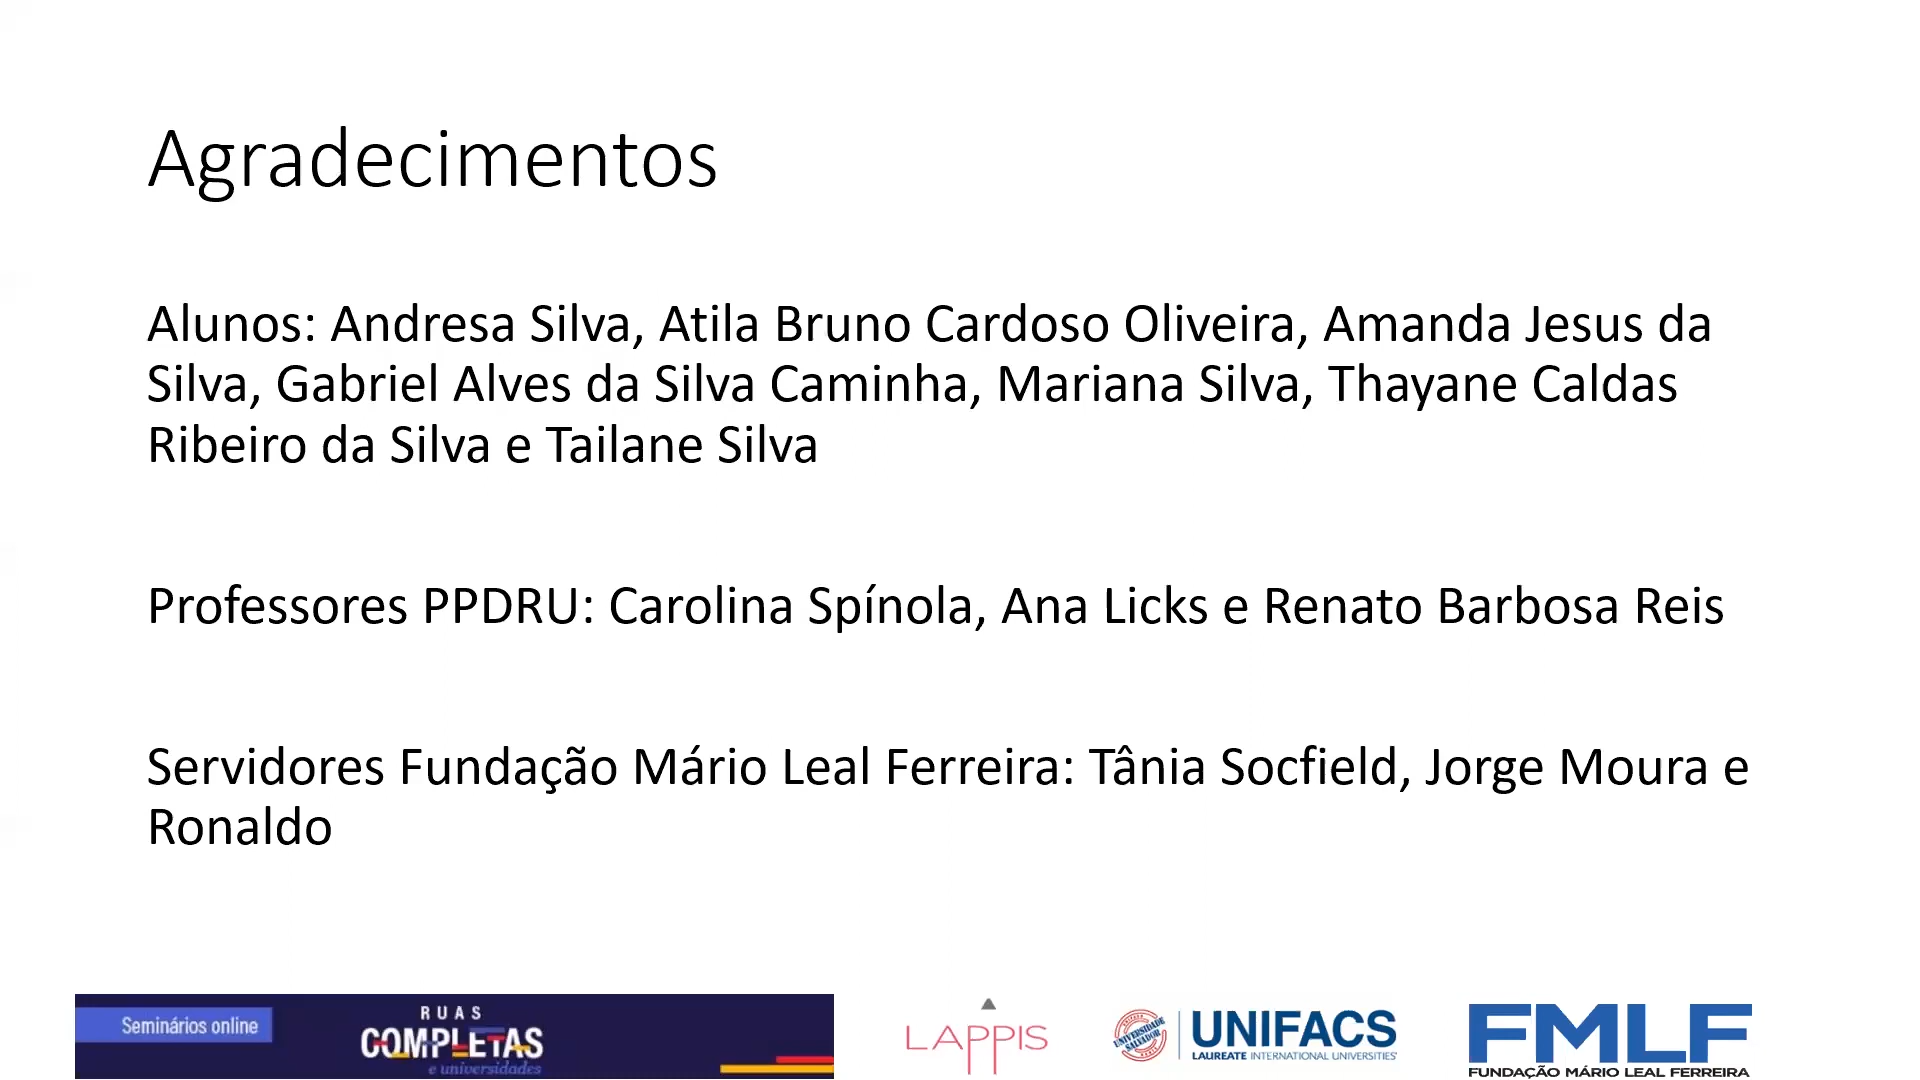 Agradecimentos
Alunos: Andresa Silva, Atila Bruno Cardoso Oliveira, Amanda Jesus da
Silva, Gabriel Alves da Silva Caminha, Mariana Silva, Thayane Caldas
Ribeiro da Silva e Tailane Silva
Professores PPDRU: Carolina Spínola, Ana Licks e Renato Barbosa Reis
Servidores Fundação Mário Leal Ferreira: Tânia Socfield, Jorge Moura e
Ronaldo
Seminários online
RUAS
COMPLETAS
e universidades
LAPPIS
UNIVERSIDADE
SALVADOR
UNIFACS
LAUREATE INTERNATIONAL UNIVERSITIES
FMLF
FUNDAÇÃO MÁRIO LEAL FERREIRA